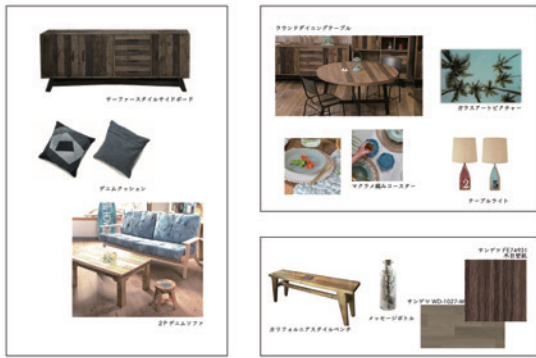 サーファースタイルサイドボード
デニムクッション
2Pデニムソファ
ラウンドダイニングテーブル
ガラスアートピクチャー
マクラメ編みコースター
テーブルライト
2
カリフォルニアスタイルベンチ
メッセージボトル
サンゲツ FE74921
木目壁紙
サンゲツ WD-1027-M